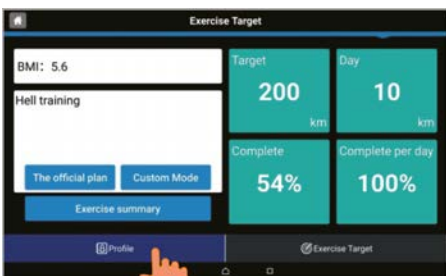 Exercise Target
BMI: 5.6
Hell training
The official plan
Custom Mode
Exercise summary
Target
200
km
Day
10
km
Complete
54%
Complete per day
100%
Profile
Exercise Target